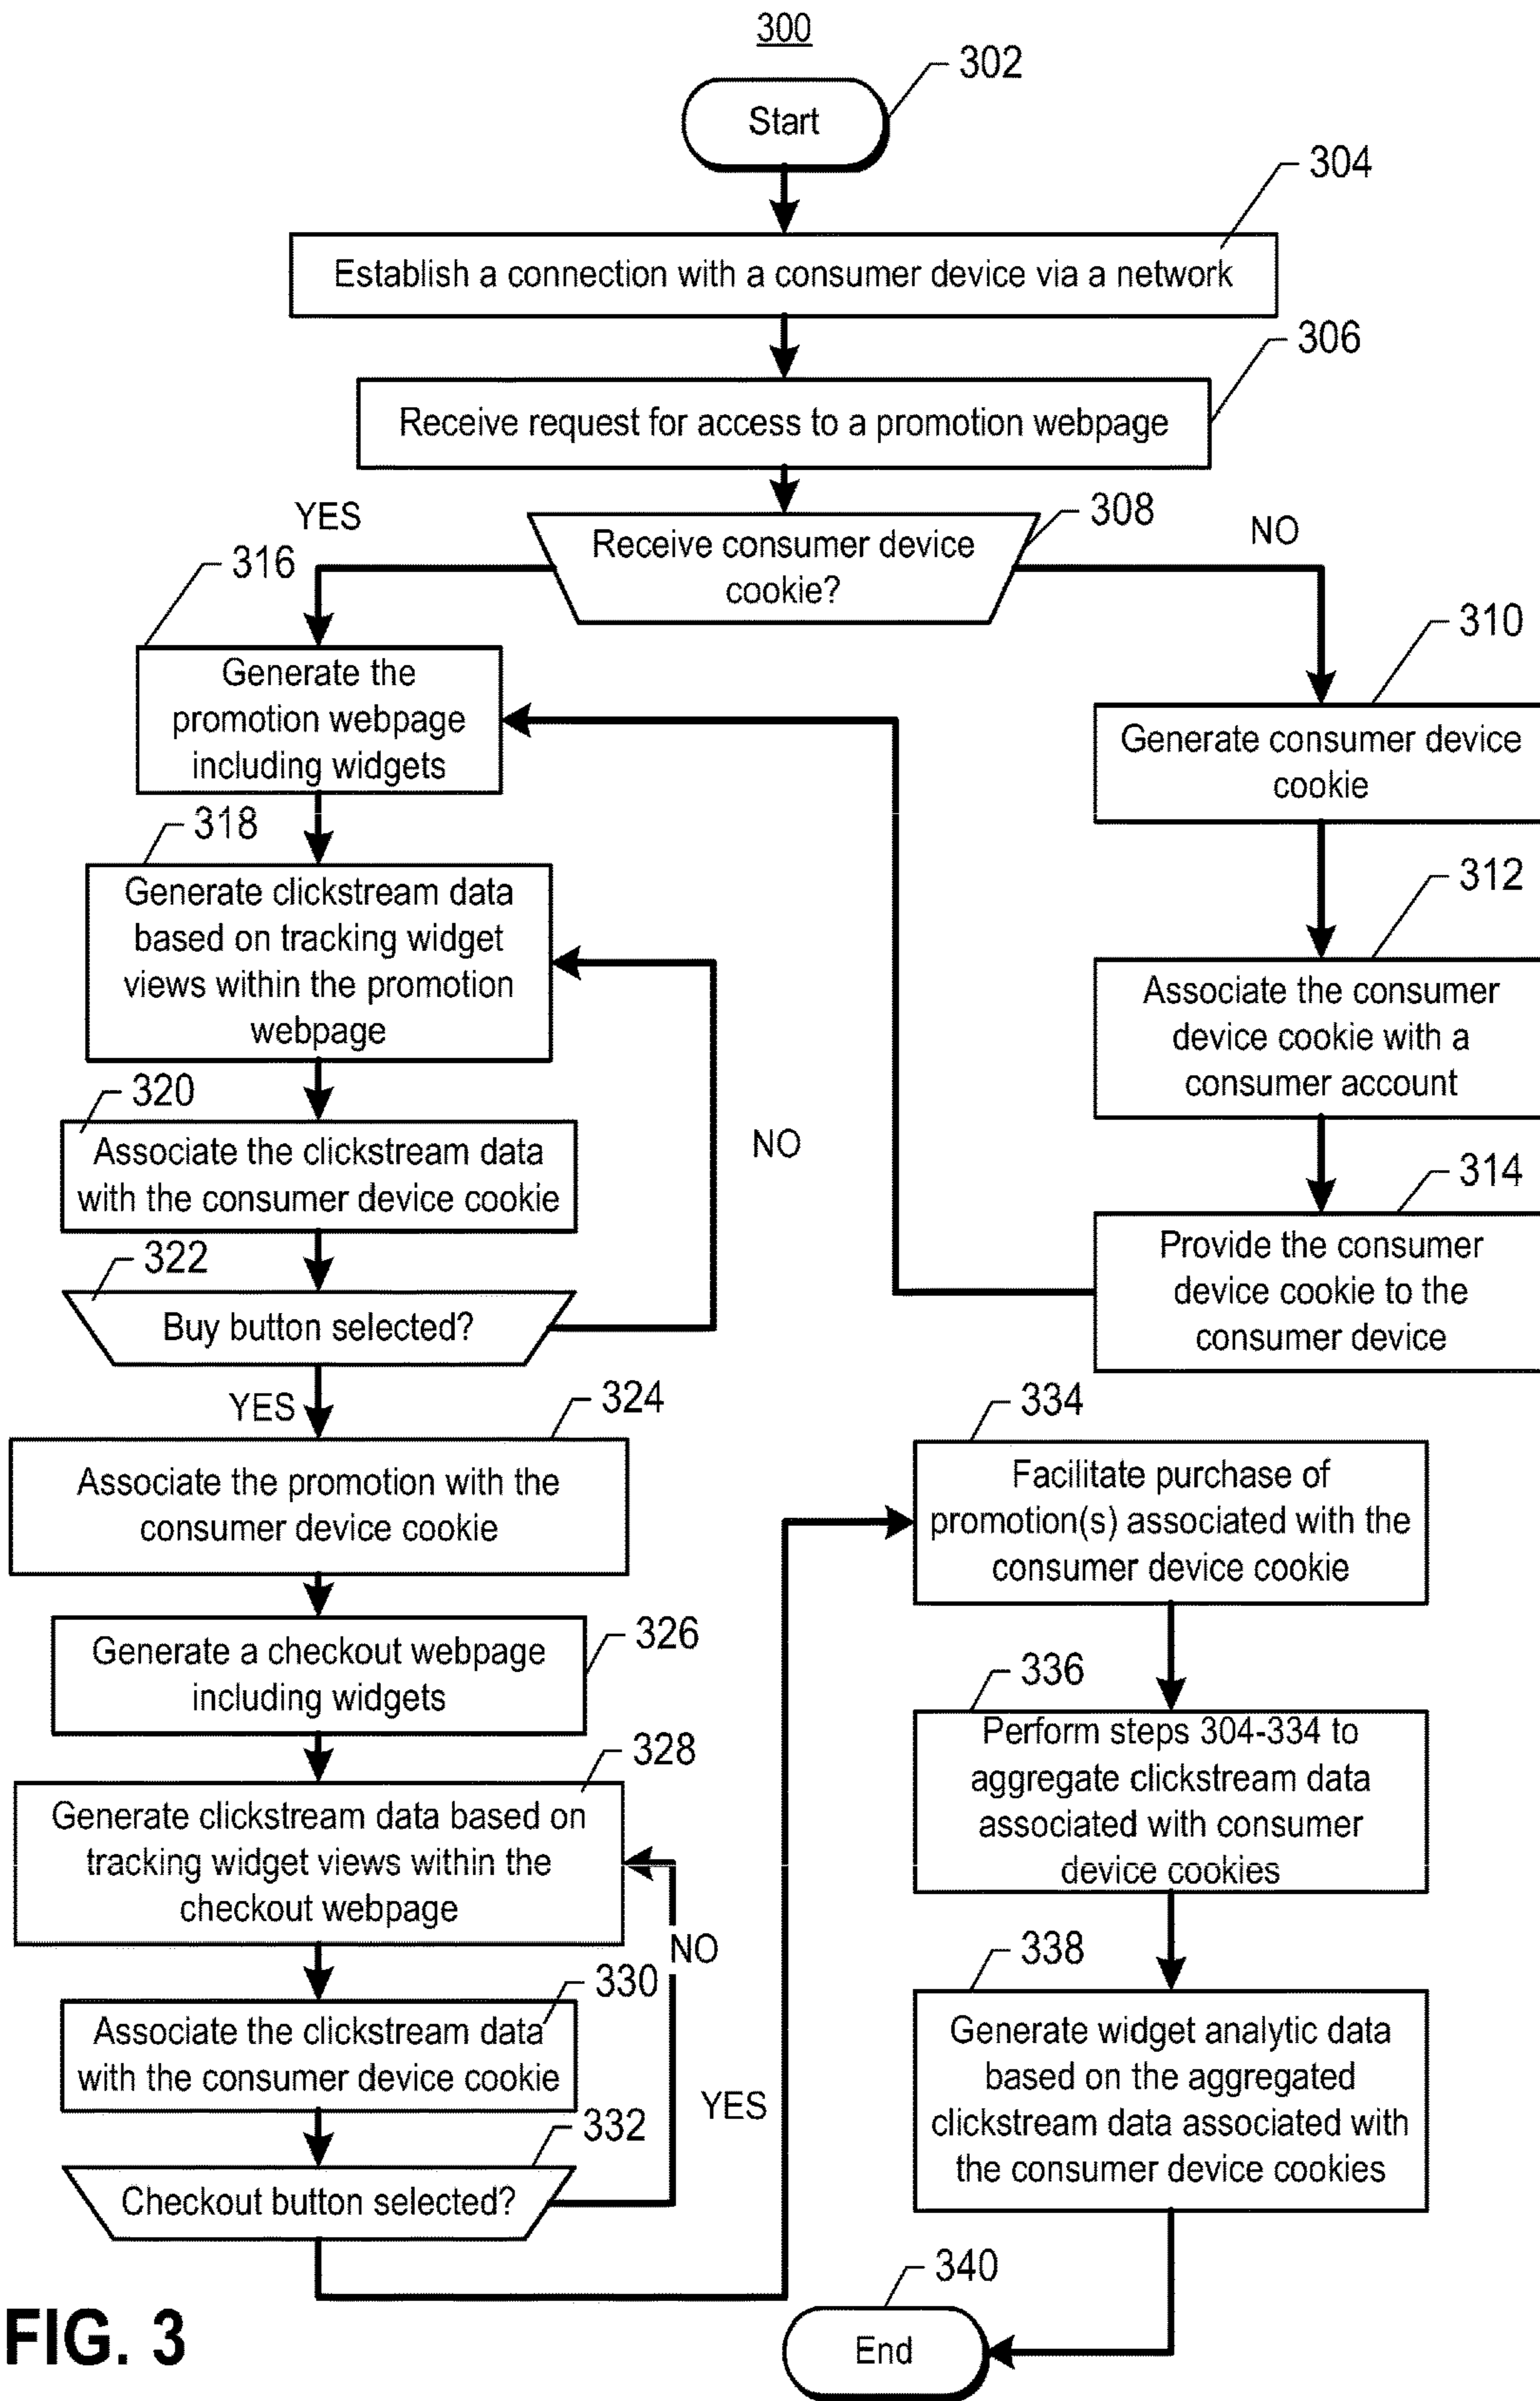 300
302
Start
304
Establish a connection with a consumer device via a network
306
Receive request for access to a promotion webpage
308
Receive consumer device
cookie?
YES
NO
316
Generate the
promotion webpage
including widgets
310
Generate consumer device
cookie
318
Generate clickstream data
based on tracking widget
views within the promotion
webpage
312
Associate the consumer
device cookie with a
consumer account
320
Associate the clickstream data
with the consumer device cookie
NO
314
Provide the consumer
device cookie to the
consumer device
322
Buy button selected?
YES
324
Associate the promotion with the
consumer device cookie
326
Generate a checkout webpage
including widgets
328
Generate clickstream data based on
tracking widget views within the
checkout webpage
NO
330
Associate the clickstream data
with the consumer device cookie
332
Checkout button selected?
YES
334
Facilitate purchase of
promotion(s) associated with the
consumer device cookie
336
Perform steps 304-334 to
aggregate clickstream data
associated with consumer
device cookies
338
Generate widget analytic data
based on the aggregated
clickstream data associated with
the consumer device cookies
340
End
FIG. 3